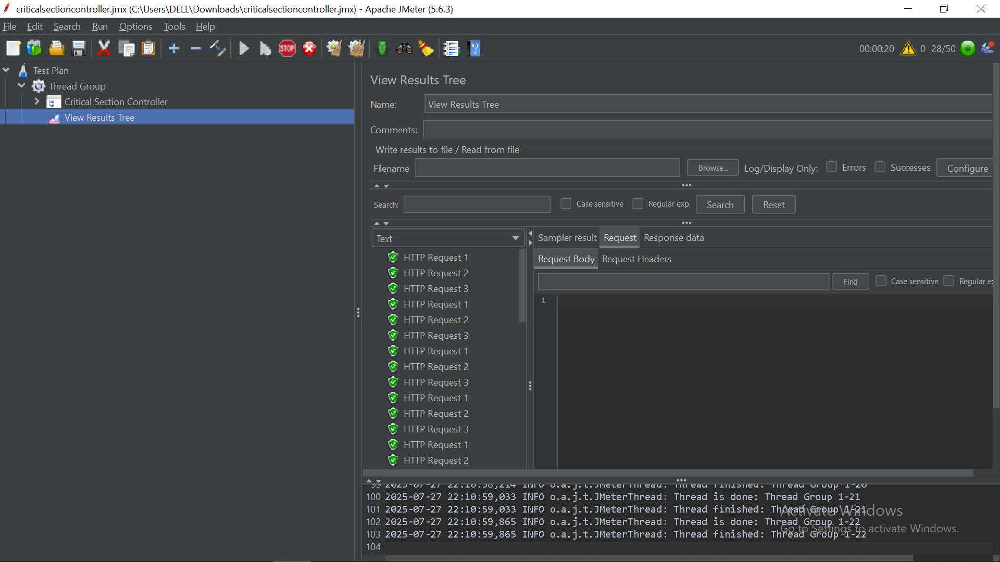 criticalsectioncontroller.jmx (C:\Users\DELL\Downloads\criticalsectioncontroller.jmx) - Apache JMeter (5.6.3)
File Edit Search Run Options Tools Help
STOP
00:00:20 0 28/50
Test Plan
Thread Group
Critical Section Controller
View Results Tree
View Results Tree
Name: View Results Tree
Comments:
Write results to file / Read from file
Filename Browse... Log/Display Only: Errors Successes Configure
Search: Case sensitive Regular exp. Search Reset
Text
HTTP Request 1
HTTP Request 2
HTTP Request 3
HTTP Request 1
HTTP Request 2
HTTP Request 3
HTTP Request 1
HTTP Request 2
HTTP Request 3
HTTP Request 1
HTTP Request 2
HTTP Request 3
HTTP Request 1
HTTP Request 2
Sampler result Request Response data
Request Body Request Headers
Find Case sensitive Regular e
1
99 2025-07-27 22:10:58,214 INFO o.a.j.t.JMeterThread: Thread finished: Thread Group 1-20
100 2025-07-27 22:10:59,033 INFO o.a.j.t.JMeterThread: Thread is done: Thread Group 1-21
101 2025-07-27 22:10:59,033 INFO o.a.j.t.JMeterThread: Thread finished: Thread Group 1-21
102 2025-07-27 22:10:59,865 INFO o.a.j.t.JMeterThread: Thread is done: Thread Group 1-22
103 2025-07-27 22:10:59,865 INFO o.a.j.t.JMeterThread: Thread finished: Thread Group 1-22
104
Activate Windows
Go to Settings to activate Windows.